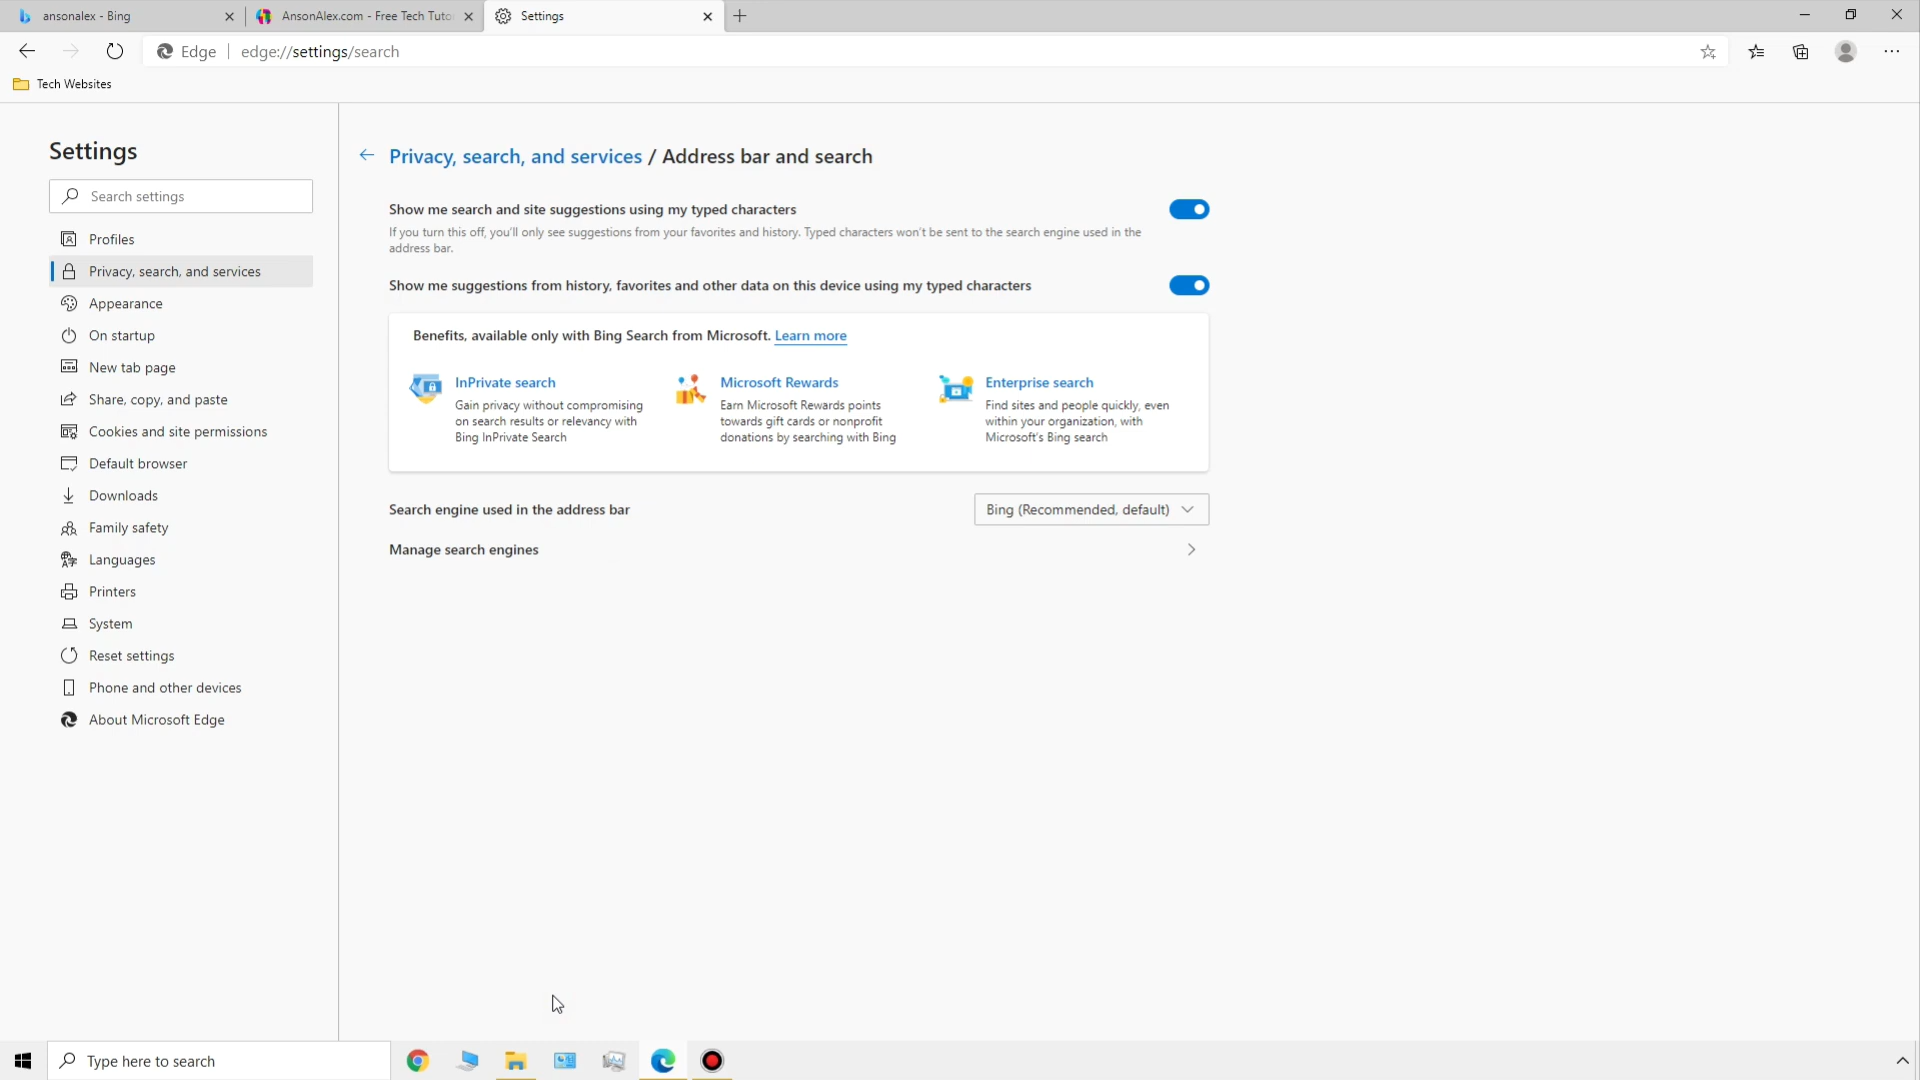 ansonalex - Bing
AnsonAlex.com - Free Tech Tuto
Settings
Edge
edge://settings/search
Tech Websites
Settings
Search settings
Profiles
Privacy, search, and services
Appearance
On startup
New tab page
Share, copy, and paste
Cookies and site permissions
Default browser
Downloads
Family safety
Languages
Printers
System
Reset settings
Phone and other devices
About Microsoft Edge
Privacy, search, and services / Address bar and search
Show me search and site suggestions using my typed characters
If you turn this off, you'll only see suggestions from your favorites and history. Typed characters won't be sent to the search engine used in the
address bar.
Show me suggestions from history, favorites and other data on this device using my typed characters
Benefits, available only with Bing Search from Microsoft. Learn more
InPrivate search
Gain privacy without compromising
on search results or relevancy with
Bing InPrivate Search
Microsoft Rewards
Earn Microsoft Rewards points
towards gift cards or nonprofit
donations by searching with Bing
Enterprise search
Find sites and people quickly, even
within your organization, with
Microsoft's Bing search
Search engine used in the address bar
Bing (Recommended, default)
Manage search engines
Type here to search